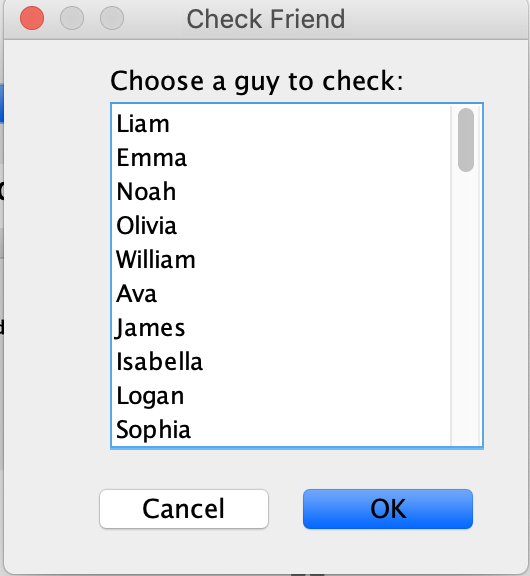 Check Friend
Choose a guy to check:
Liam
Emma
Noah
Olivia
William
Ava
James
Isabella
Logan
Sophia
Cancel
OK